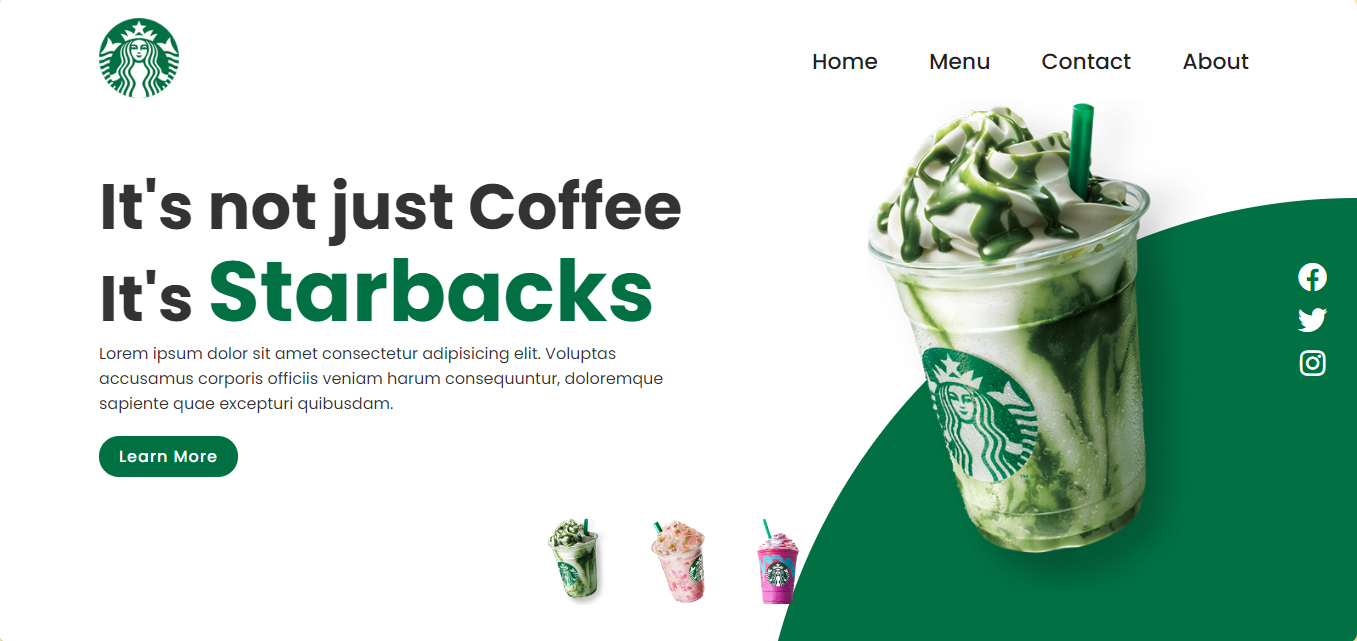 Home Menu Contact About
It's not just Coffee
It's Starbacks
Lorem ipsum dolor sit amet consectetur adipisicing elit. Voluptas
accusamus corporis officiis veniam harum consequuntur, doloremque
sapiente quae excepturi quibusdam.
Learn More